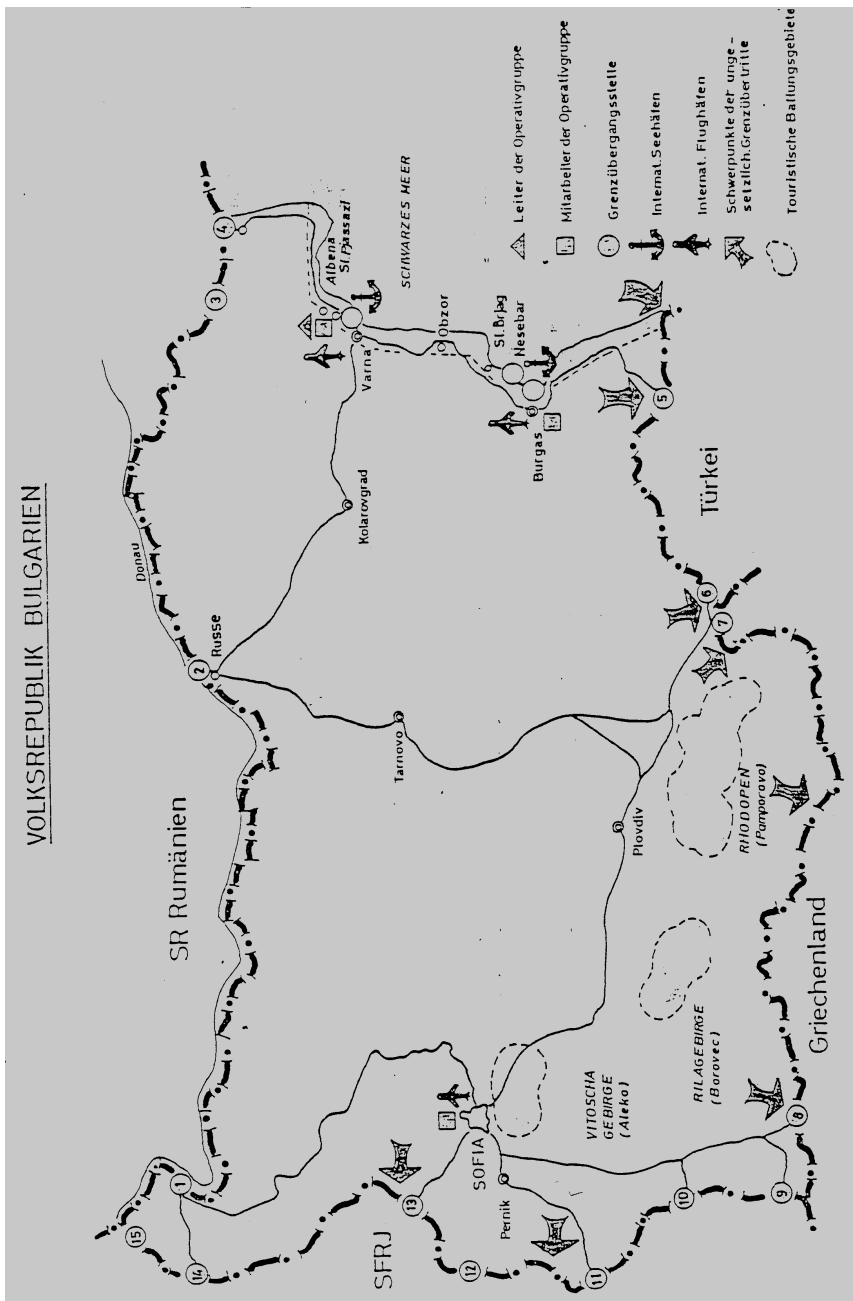 VOLKSREPUBLIK BULGARIEN
SR Rumänien
Donau
SFRJ
SCHWARZES MEER
Türkei
Griechenland
15
1
14
13
12
11
10
9
8
7
6
5
4
3
2
Russe
Kolarovgrad
Tarnovo
Varna
Albena
Sl.Pjassazi
Obzor
St.Brjag
Nesebar
Burgas
Plovdiv
SOFIA
Pernik
VITOSCHA
GEBIRGE
(Aleko)
RILAGEBIRGE
(Borovec)
RHODOPEN
(Pamporovo)
Leiter der Operativgruppe
Mitarbeiter der Operativgruppe
Grenzübergangsstelle
Internat. Seehäfen
Internat. Flughäfen
Schwerpunkte der unge-
setzlich. Grenzübertritte
Touristische Ballungsgebiete